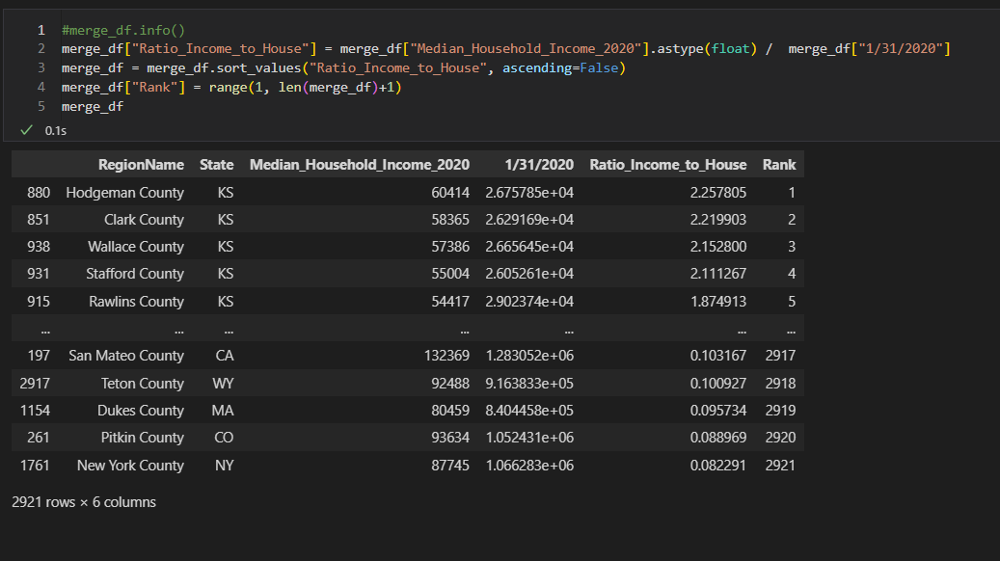 1 #merge_df.info()
2 merge_df["Ratio_Income_to_House"] = merge_df["Median_Household_Income_2020"].astype(float) /  merge_df["1/31/2020"]
3 merge_df = merge_df.sort_values("Ratio_Income_to_House", ascending=False)
4 merge_df["Rank"] = range(1, len(merge_df)+1)
5 merge_df
✓ 0.1s
RegionName State Median_Household_Income_2020 1/31/2020 Ratio_Income_to_House Rank
880 Hodgeman County KS 60414 2.675785e+04 2.257805 1
851 Clark County KS 58365 2.629169e+04 2.219903 2
938 Wallace County KS 57386 2.665645e+04 2.152800 3
931 Stafford County KS 55004 2.605261e+04 2.111267 4
915 Rawlins County KS 54417 2.902374e+04 1.874913 5
... ... ... ... ... ... ...
197 San Mateo County CA 132369 1.283052e+06 0.103167 2917
2917 Teton County WY 92488 9.163833e+05 0.100927 2918
1154 Dukes County MA 80459 8.404458e+05 0.095734 2919
261 Pitkin County CO 93634 1.052431e+06 0.088969 2920
1761 New York County NY 87745 1.066283e+06 0.082291 2921
2921 rows × 6 columns